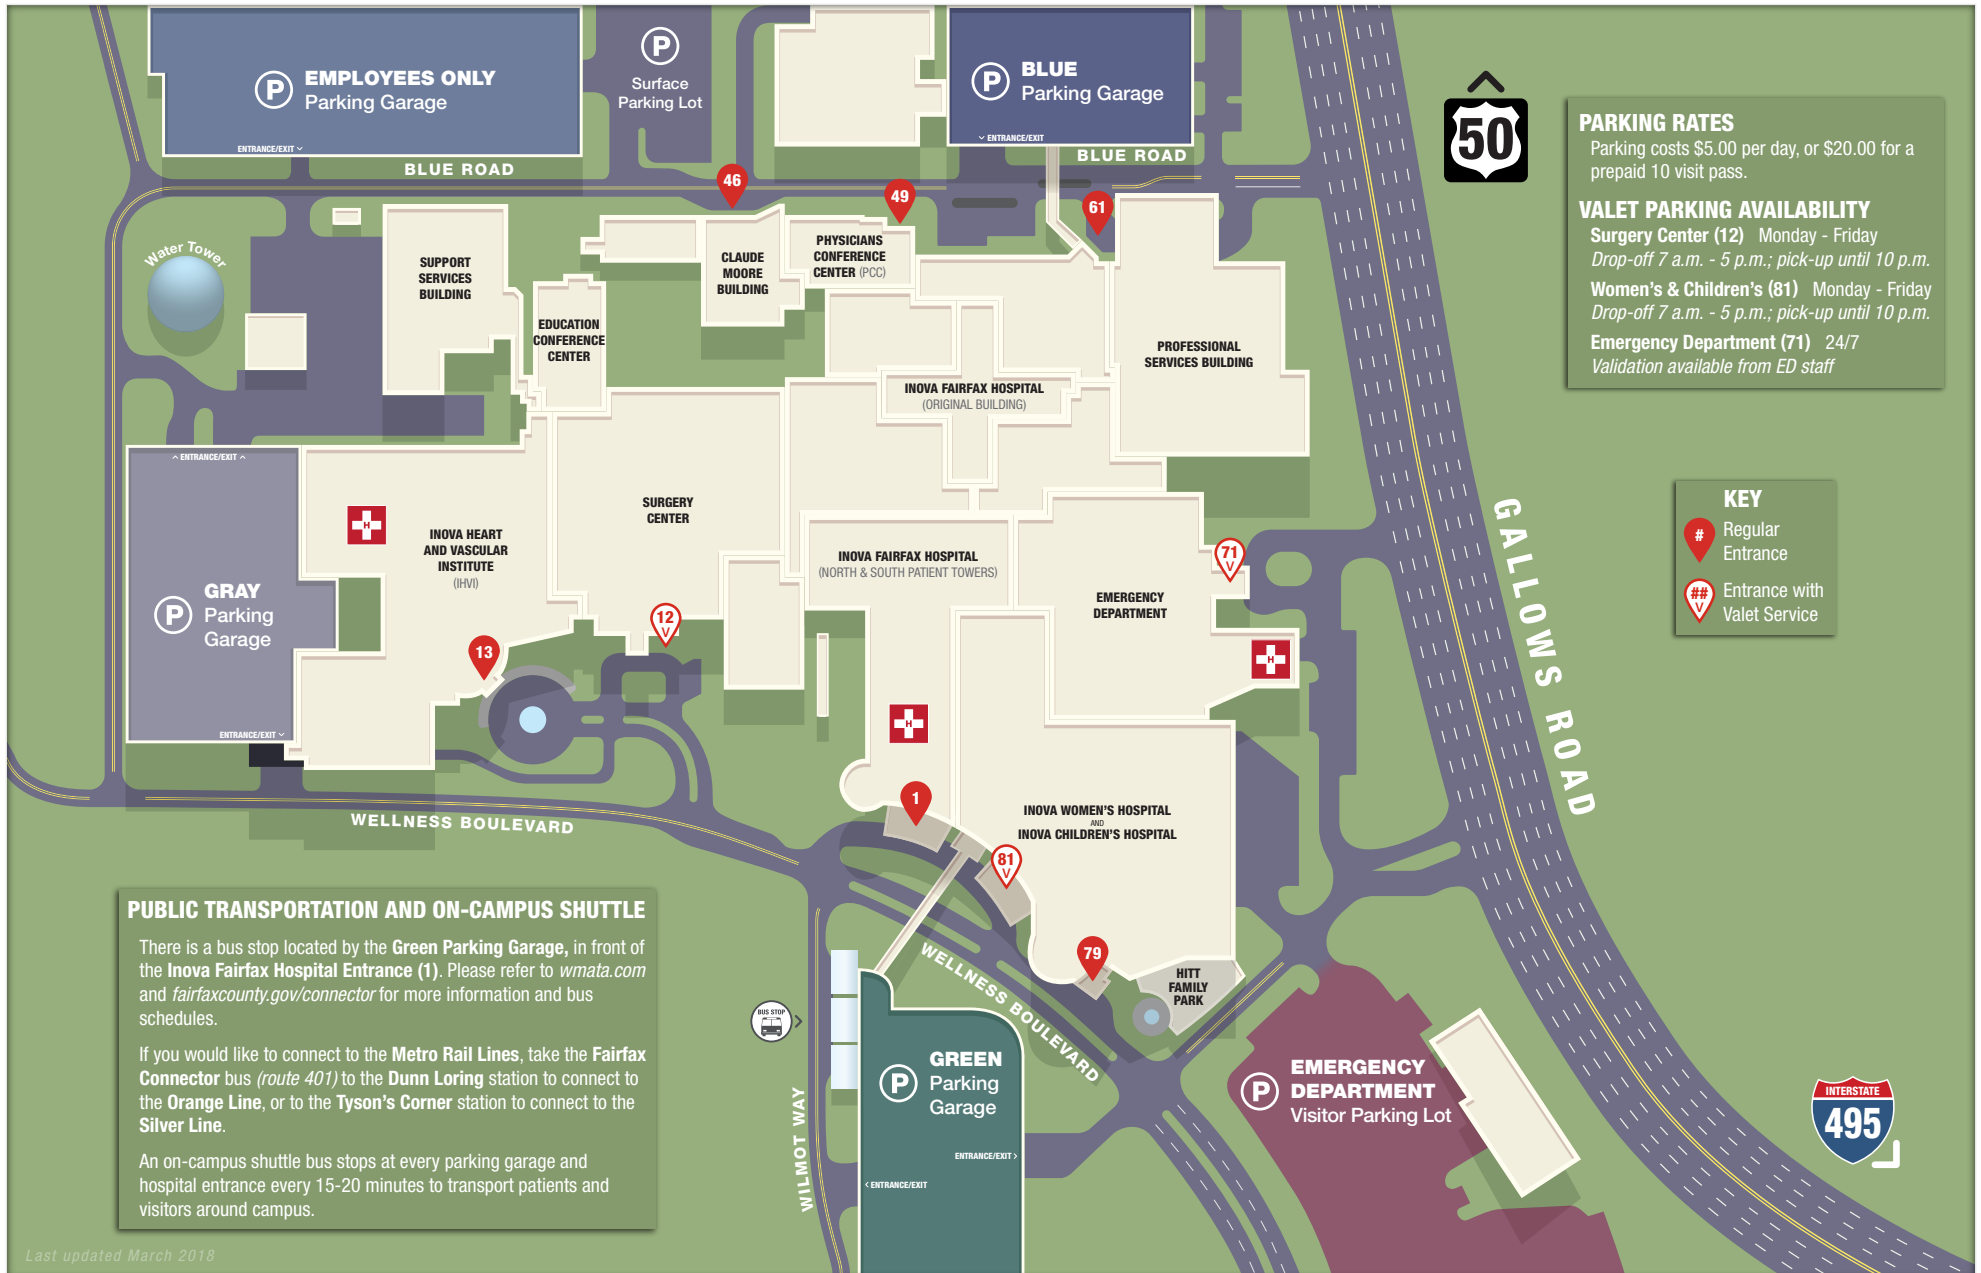 P
EMPLOYEES ONLY
Parking Garage
ENTRANCE/EXIT
P
Surface
Parking Lot
P
BLUE
Parking Garage
ENTRANCE/EXIT
BLUE ROAD
BLUE ROAD
50
PARKING RATES
Parking costs $5.00 per day, or $20.00 for a
prepaid 10 visit pass.
VALET PARKING AVAILABILITY
Surgery Center (12) Monday - Friday
Drop-off 7 a.m. - 5 p.m.; pick-up until 10 p.m.
Women's & Children's (81) Monday - Friday
Drop-off 7 a.m. - 5 p.m.; pick-up until 10 p.m.
Emergency Department (71) 24/7
Validation available from ED staff
46
49
61
Water Tower
SUPPORT
SERVICES
BUILDING
CLAUDE
MOORE
BUILDING
PHYSICIANS
CONFERENCE
CENTER (PCC)
EDUCATION
CONFERENCE
CENTER
PROFESSIONAL
SERVICES BUILDING
INOVA FAIRFAX HOSPITAL
(ORIGINAL BUILDING)
ENTRANCE/EXIT
P
GRAY
Parking
Garage
ENTRANCE/EXIT
H
INOVA HEART
AND VASCULAR
INSTITUTE
(IHVI)
SURGERY
CENTER
INOVA FAIRFAX HOSPITAL
(NORTH & SOUTH PATIENT TOWERS)
EMERGENCY
DEPARTMENT
71
V
H
12
V
13
H
GALLOWS ROAD
KEY
#
Regular
Entrance
##
V
Entrance with
Valet Service
1
INOVA WOMEN'S HOSPITAL
AND
INOVA CHILDREN'S HOSPITAL
81
V
79
HITT
FAMILY
PARK
WELLNESS BOULEVARD
WELLNESS BOULEVARD
PUBLIC TRANSPORTATION AND ON-CAMPUS SHUTTLE
There is a bus stop located by the Green Parking Garage, in front of
the Inova Fairfax Hospital Entrance (1). Please refer to wmata.com
and fairfaxcounty.gov/connector for more information and bus
schedules.
If you would like to connect to the Metro Rail Lines, take the Fairfax
Connector bus (route 401) to the Dunn Loring station to connect to
the Orange Line, or to the Tyson's Corner station to connect to the
Silver Line.
An on-campus shuttle bus stops at every parking garage and
hospital entrance every 15-20 minutes to transport patients and
visitors around campus.
BUS STOP
WILMOT WAY
P
GREEN
Parking
Garage
ENTRANCE/EXIT
ENTRANCE/EXIT
P
EMERGENCY
DEPARTMENT
Visitor Parking Lot
INTERSTATE
495
Last updated March 2018